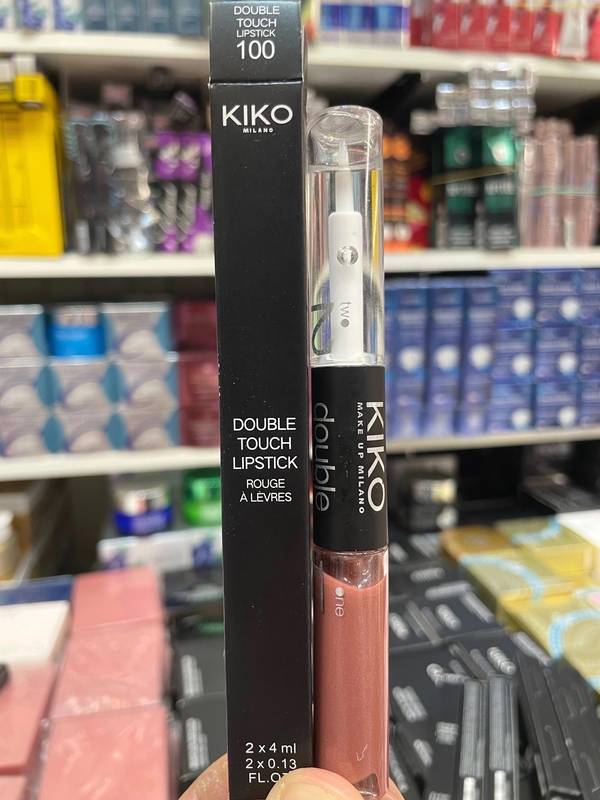 DOUBLE
TOUCH
LIPSTICK
100
KIKO
MILANO
DOUBLE
TOUCH
LIPSTICK
ROUGE
À LÈVRES
2 x 4 ml
2 x 0.13
two
2
KIKO
MAKE UP MILANO
double
one